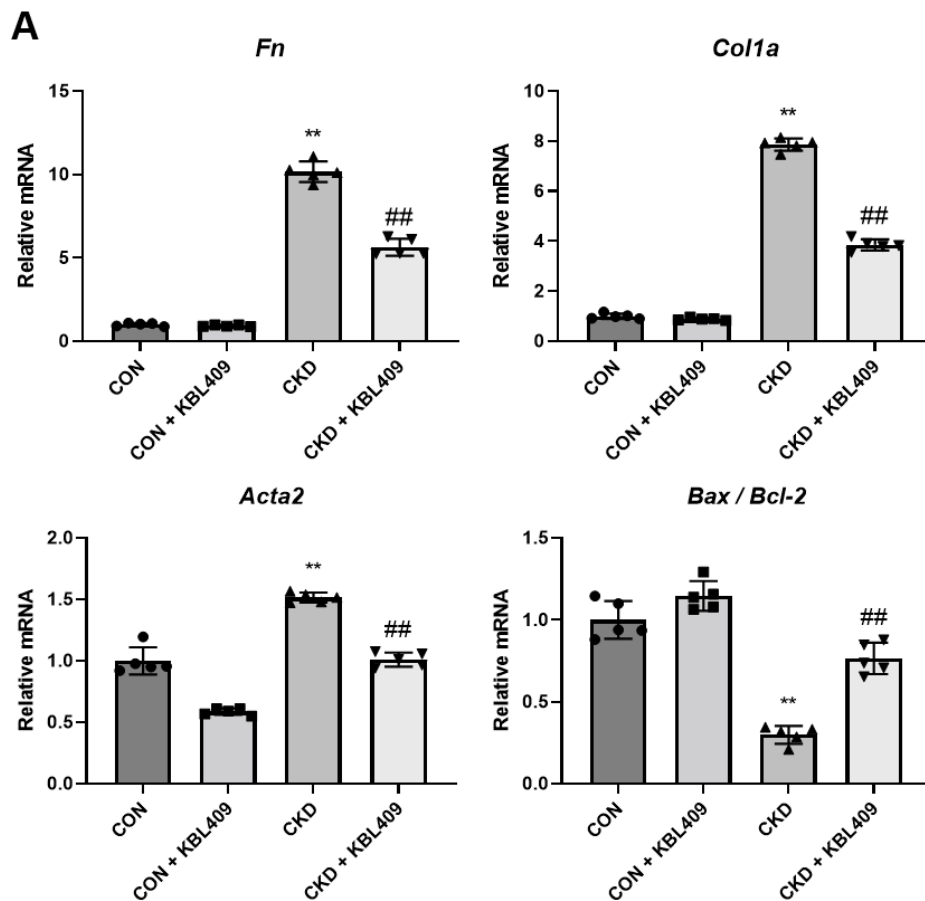 A
Fn
Relative mRNA
15
10
5
0
**
##
CON
CON + KBL409
CKD
CKD + KBL409
Col1a
Relative mRNA
10
8
6
4
2
0
**
##
CON
CON + KBL409
CKD
CKD + KBL409
Acta2
Relative mRNA
2.0
1.5
1.0
0.5
0.0
**
##
CON
CON + KBL409
CKD
CKD + KBL409
Bax / Bcl-2
Relative mRNA
1.5
1.0
0.5
0.0
**
##
CON
CON + KBL409
CKD
CKD + KBL409